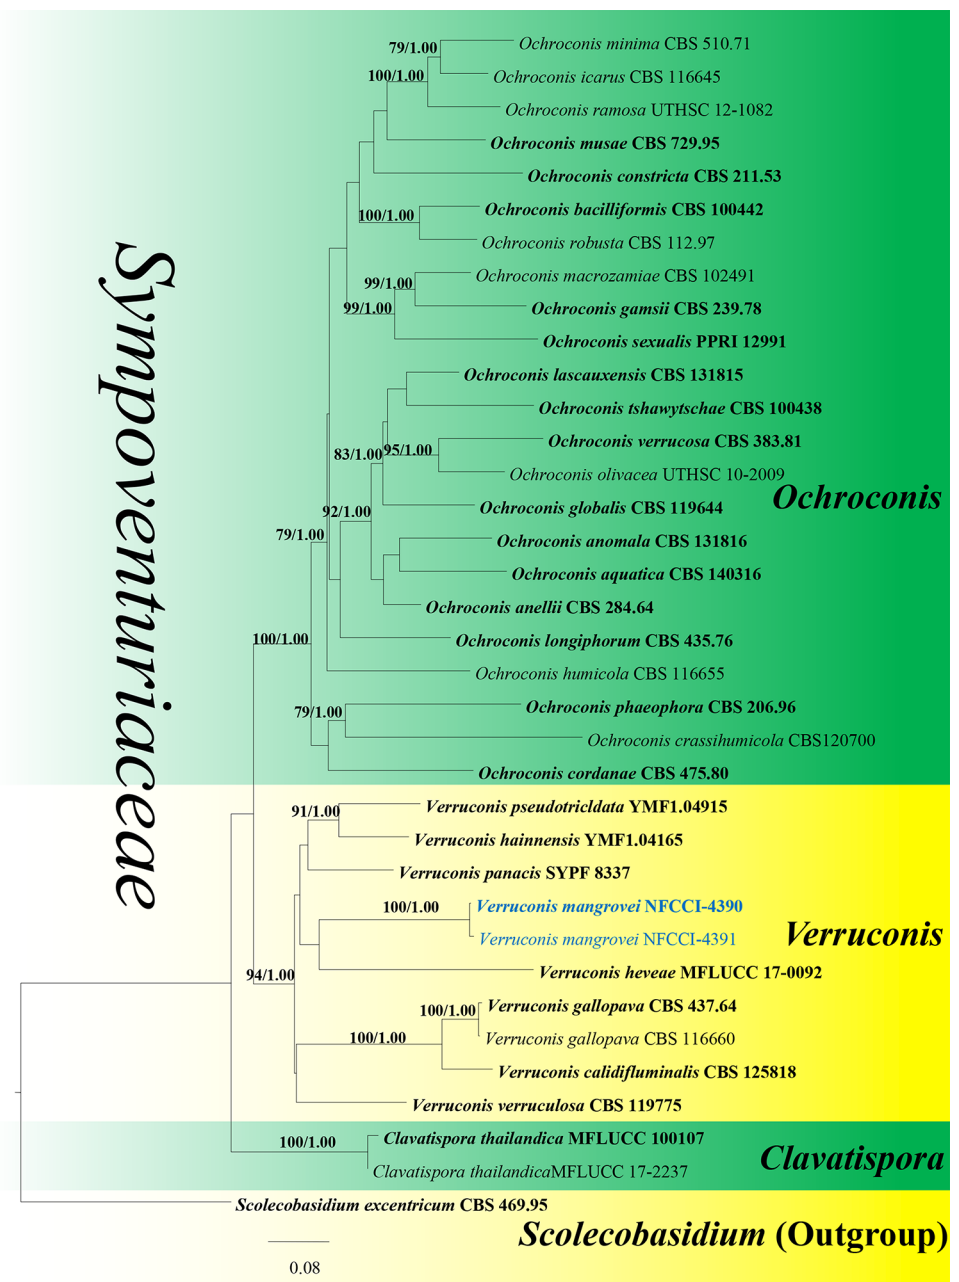 79/1.00
Ochroconis minima CBS 510.71
100/1.00
Ochroconis icarus CBS 116645
Ochroconis ramosa UTHSC 12-1082
Ochroconis musae CBS 729.95
Ochroconis constricta CBS 211.53
100/1.00
Ochroconis bacilliformis CBS 100442
Ochroconis robusta CBS 112.97
99/1.00
Ochroconis macrozamiae CBS 102491
99/1.00
Ochroconis gamsii CBS 239.78
Ochroconis sexualis PPRI 12991
Ochroconis lascauxensis CBS 131815
Ochroconis tshawytschae CBS 100438
83/1.00
95/1.00
Ochroconis verrucosa CBS 383.81
Ochroconis olivacea UTHSC 10-2009
Ochroconis
92/1.00
Ochroconis globalis CBS 119644
79/1.00
Ochroconis anomala CBS 131816
Ochroconis aquatica CBS 140316
Ochroconis anellii CBS 284.64
100/1.00
Ochroconis longiphorum CBS 435.76
Ochroconis humicola CBS 116655
79/1.00
Ochroconis phaeophora CBS 206.96
Ochroconis crassihumicola CBS120700
Ochroconis cordanae CBS 475.80
Sympoventuriaceae
91/1.00
Verruconis pseudotricldata YMF1.04915
Verruconis hainnensis YMF1.04165
Verruconis panacis SYPF 8337
100/1.00
Verruconis mangrovei NFCCI-4390
Verruconis mangrovei NFCCI-4391
Verruconis
94/1.00
Verruconis heveae MFLUCC 17-0092
100/1.00
Verruconis gallopava CBS 437.64
100/1.00
Verruconis gallopava CBS 116660
Verruconis calidifluminalis CBS 125818
Verruconis verruculosa CBS 119775
100/1.00
Clavatispora thailandica MFLUCC 100107
Clavatispora
Clavatispora thailandicaMFLUCC 17-2237
Scolecobasidium excentricum CBS 469.95
Scolecobasidium (Outgroup)
0.08